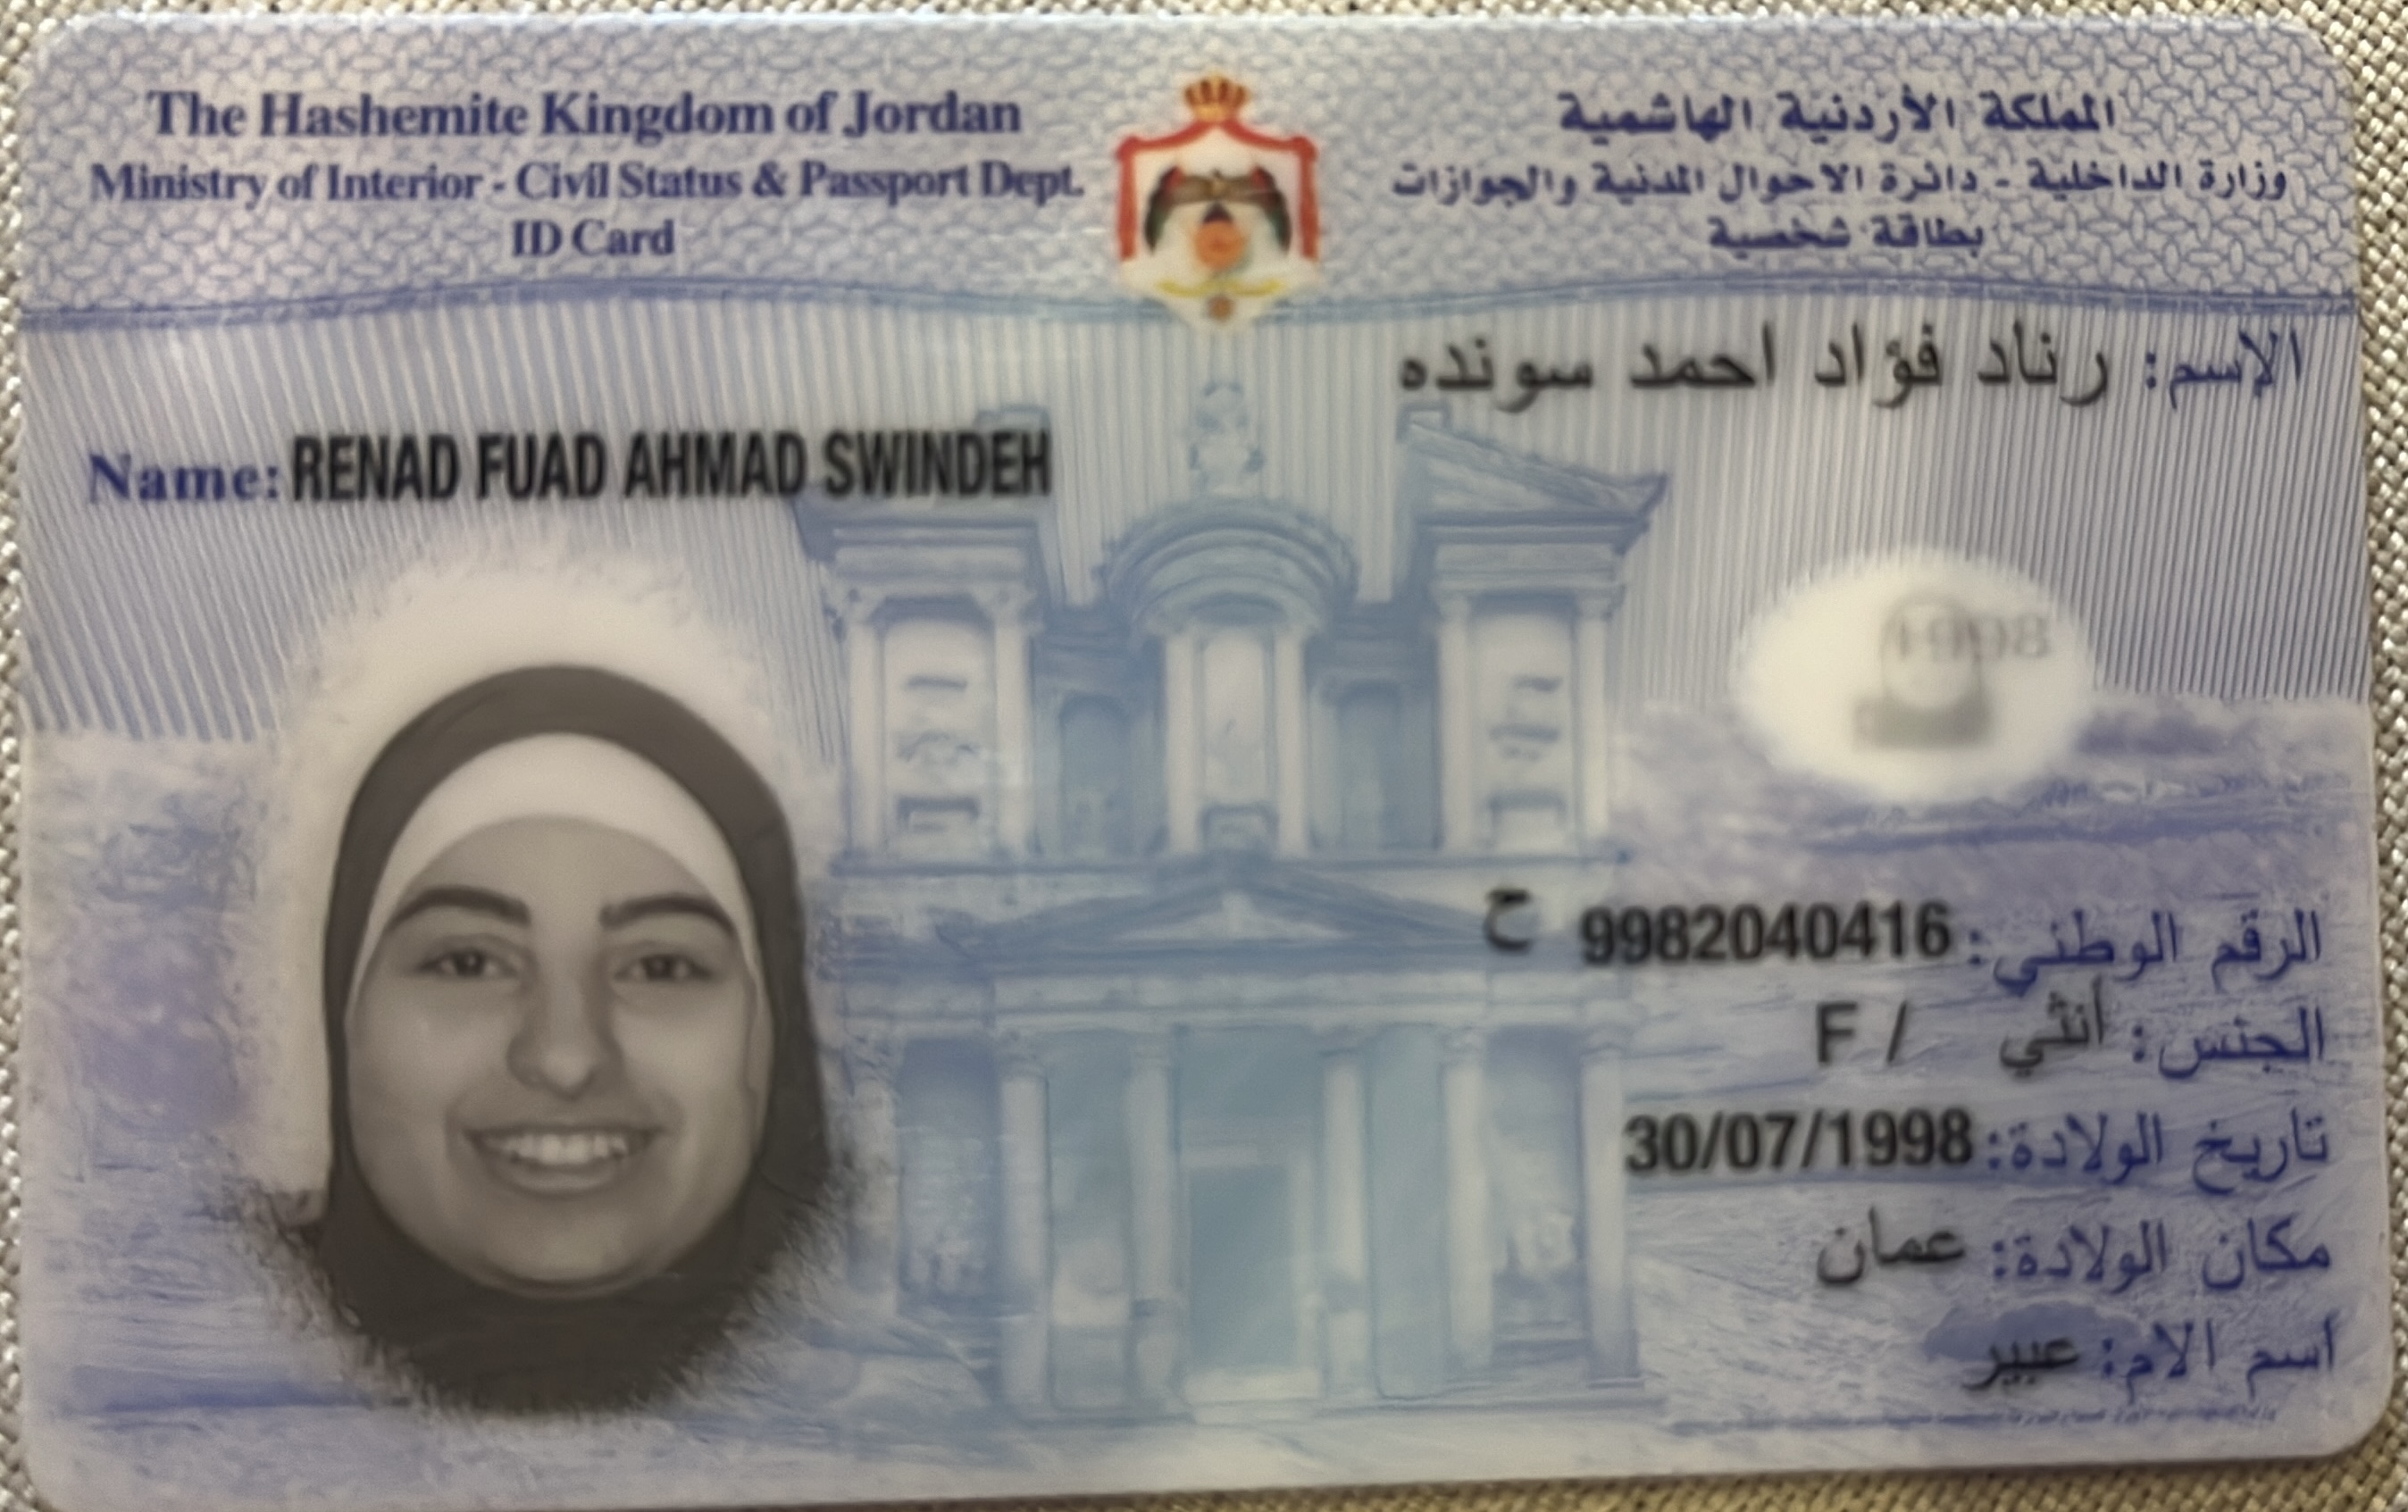 The Hashemite Kingdom of Jordan
Ministry of Interior - Civil Status & Passport Dept.
ID Card
المملكة الأردنية الهاشمية
وزارة الداخلية - دائرة الاحوال المدنية والجوازات
بطاقة شخصية
الإسم: رناد فؤاد احمد سونده
Name: RENAD FUAD AHMAD SWINDEH
الرقم الوطني: 9982040416 ح
الجنس: أنثي / F
تاريخ الولادة: 30/07/1998
مكان الولادة: عمان
اسم الام: عبير